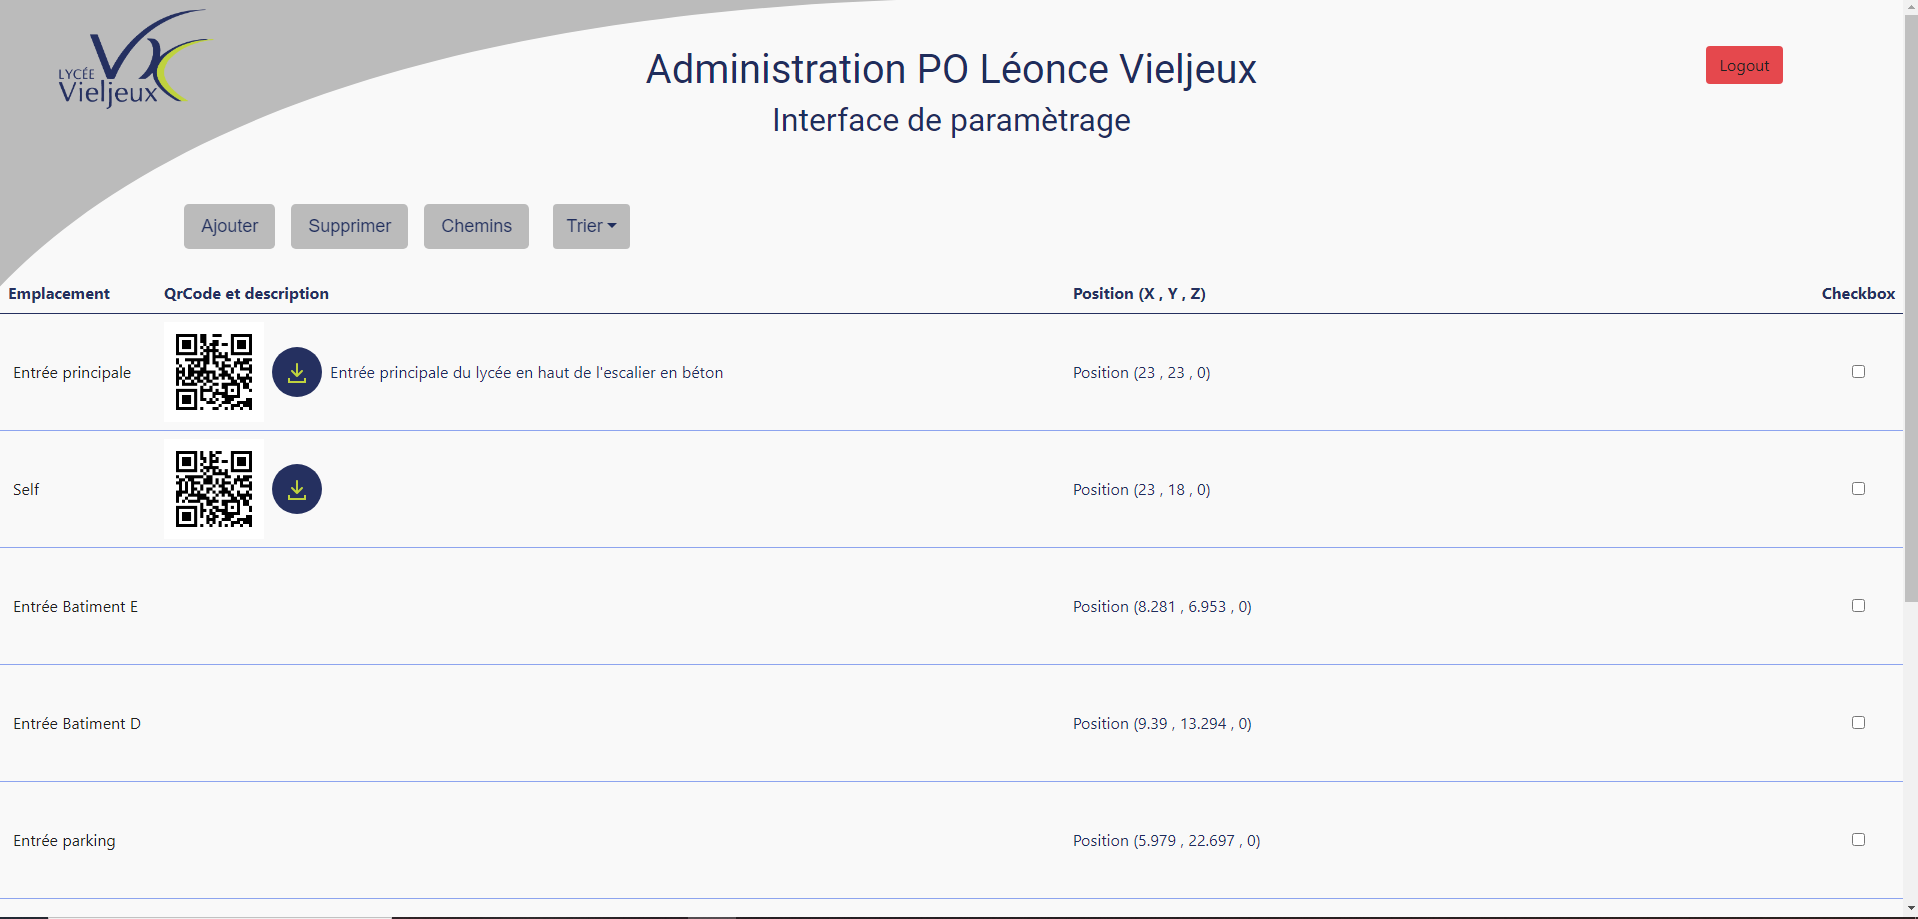 LYCÉE
Vieljeux
Administration PO Léonce Vieljeux
Logout
Interface de paramètrage
Ajouter Supprimer Chemins Trier
Emplacement QrCode et description Position (X , Y , Z) Checkbox
Entrée principale Entrée principale du lycée en haut de l'escalier en béton Position (23 , 23 , 0)
Self Position (23 , 18 , 0)
Entrée Batiment E Position (8.281 , 6.953 , 0)
Entrée Batiment D Position (9.39 , 13.294 , 0)
Entrée parking Position (5.979 , 22.697 , 0)